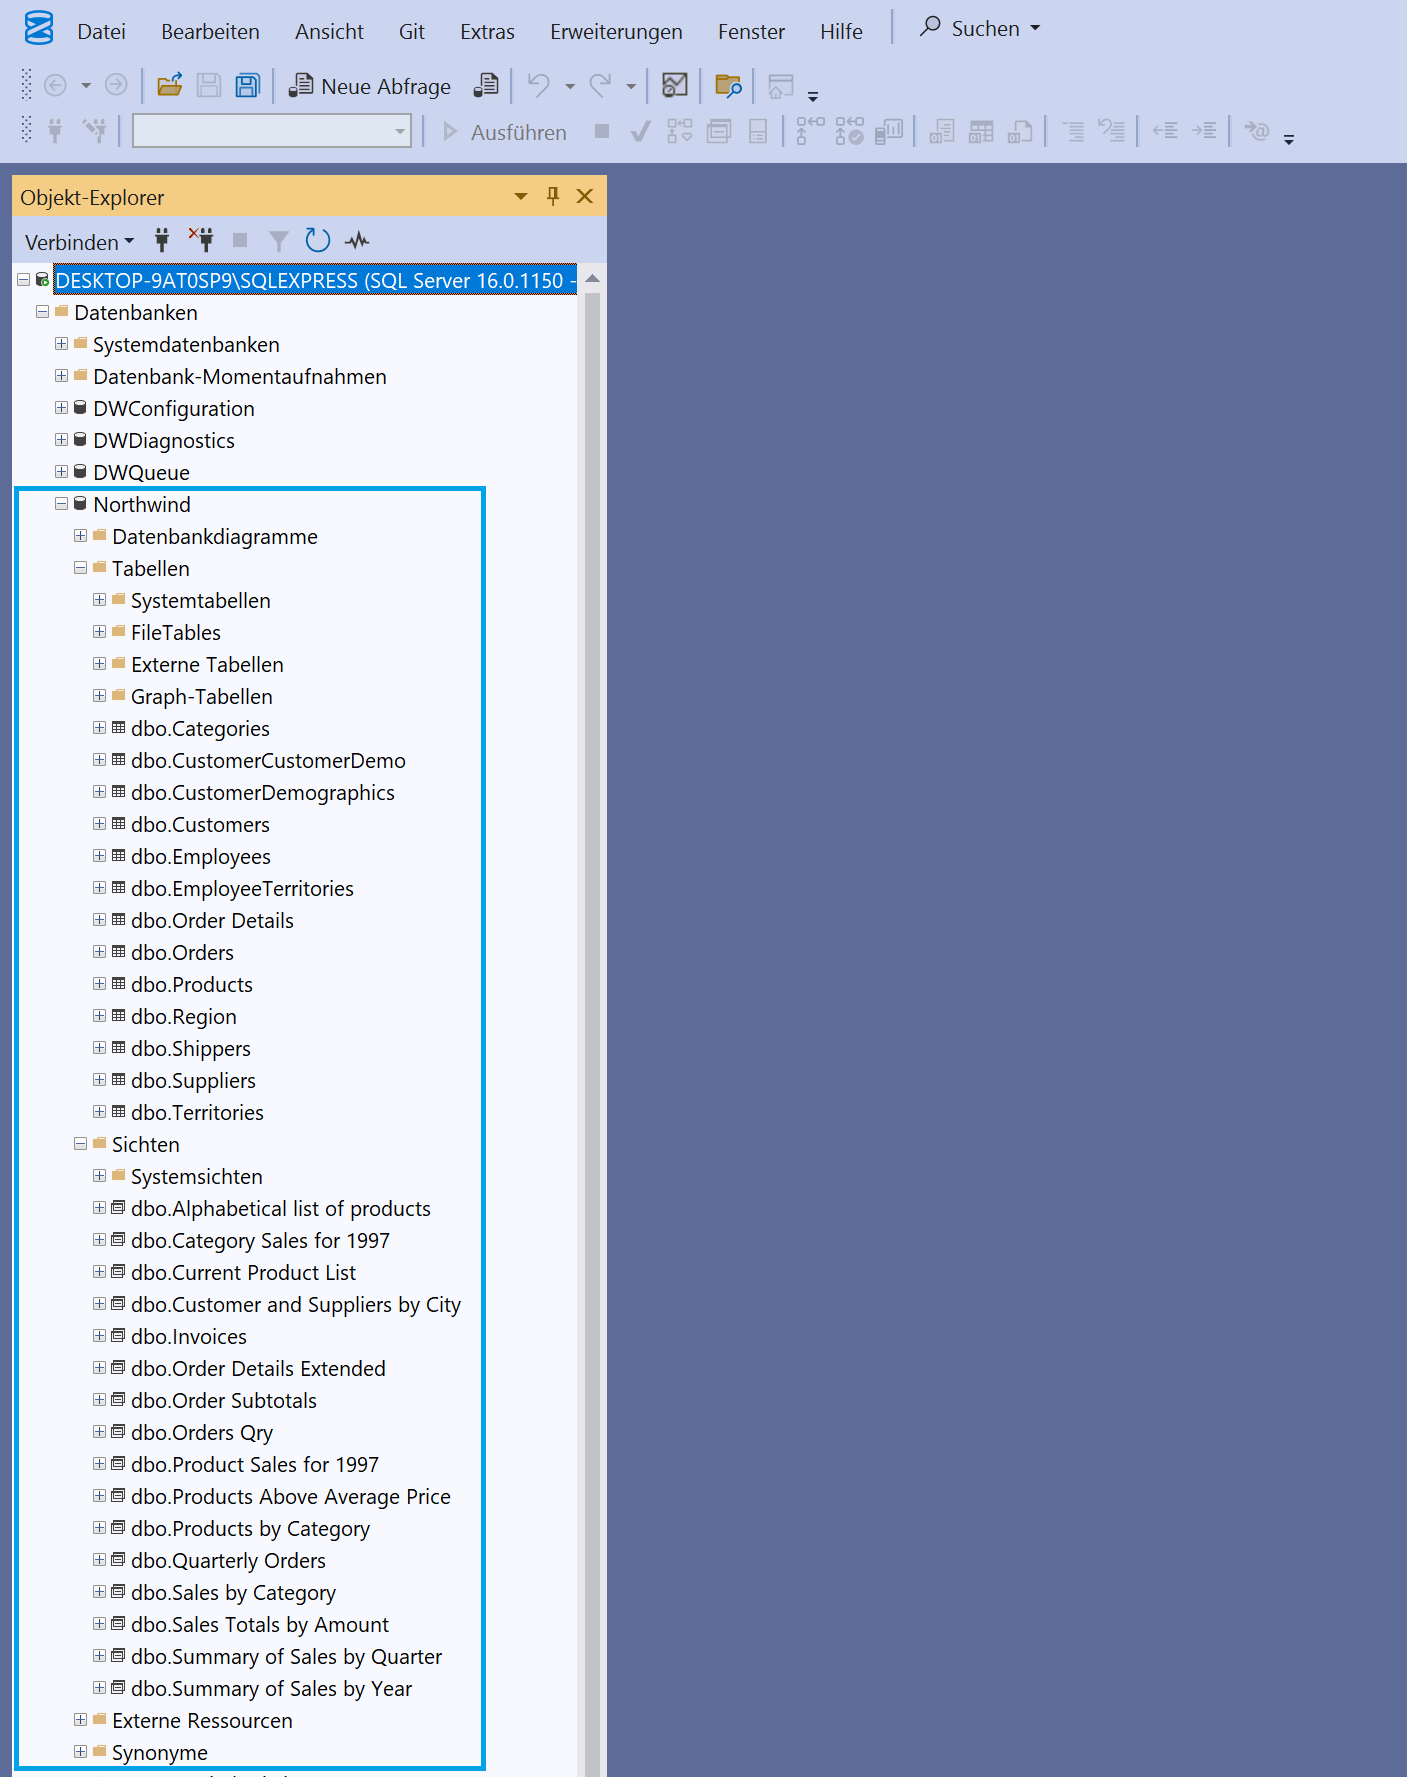 Datei Bearbeiten Ansicht Git Extras Erweiterungen Fenster Hilfe Suchen
Neue Abfrage
Ausführen
Objekt-Explorer
Verbinden
DESKTOP-9AT0SP9\SQLEXPRESS (SQL Server 16.0.1150 -
Datenbanken
Systemdatenbanken
Datenbank-Momentaufnahmen
DWConfiguration
DWDiagnostics
DWQueue
Northwind
Datenbankdiagramme
Tabellen
Systemtabellen
FileTables
Externe Tabellen
Graph-Tabellen
dbo.Categories
dbo.CustomerCustomerDemo
dbo.CustomerDemographics
dbo.Customers
dbo.Employees
dbo.EmployeeTerritories
dbo.Order Details
dbo.Orders
dbo.Products
dbo.Region
dbo.Shippers
dbo.Suppliers
dbo.Territories
Sichten
Systemsichten
dbo.Alphabetical list of products
dbo.Category Sales for 1997
dbo.Current Product List
dbo.Customer and Suppliers by City
dbo.Invoices
dbo.Order Details Extended
dbo.Order Subtotals
dbo.Orders Qry
dbo.Product Sales for 1997
dbo.Products Above Average Price
dbo.Products by Category
dbo.Quarterly Orders
dbo.Sales by Category
dbo.Sales Totals by Amount
dbo.Summary of Sales by Quarter
dbo.Summary of Sales by Year
Externe Ressourcen
Synonyme